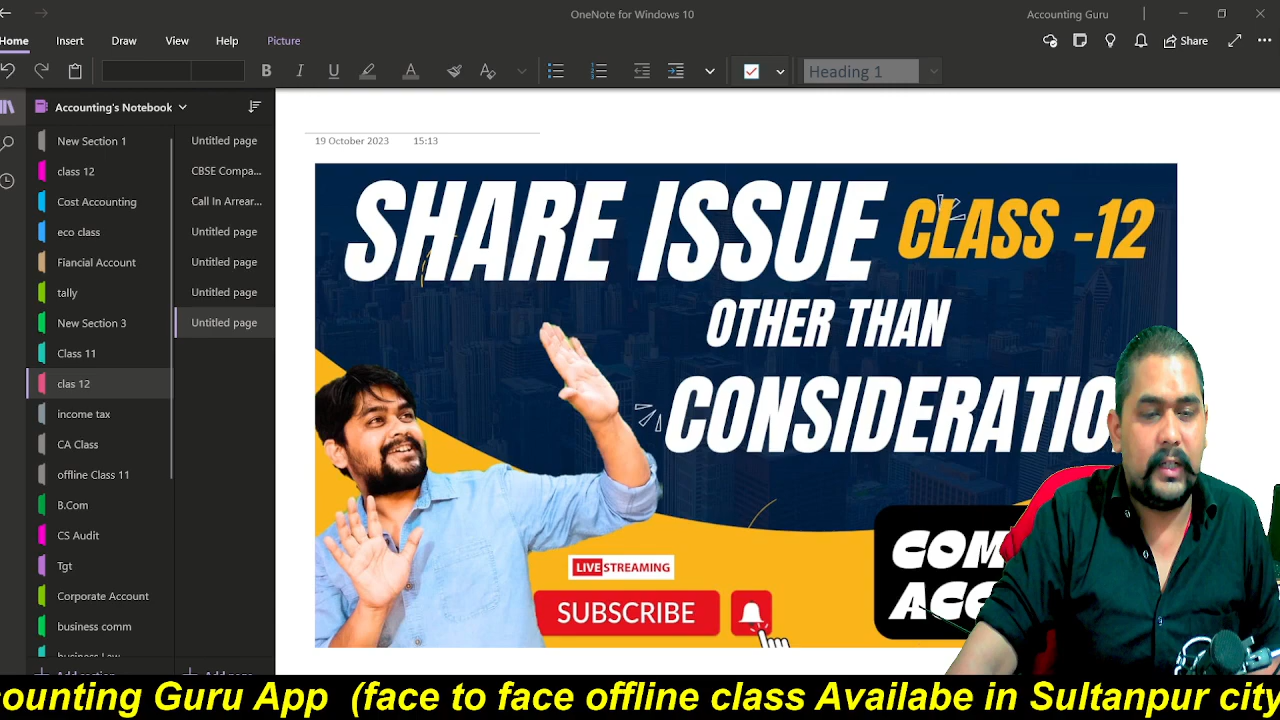 OneNote for Windows 10
Accounting Guru
Home Insert Draw View Help Picture
Share
B I U A A
Heading 1
Accounting's Notebook
New Section 1
class 12
Cost Accounting
eco class
Fiancial Account
tally
New Section 3
Class 11
clas 12
income tax
CA Class
offline Class 11
B.Com
CS Audit
Tgt
Corporate Account
business comm
business Law
Untitled page
CBSE Compa...
Call In Arrear...
Untitled page
Untitled page
Untitled page
Untitled page
19 October 2023 15:13
SHARE ISSUE
CLASS -12
OTHER THAN
CONSIDERATIO
LIVE STREAMING
SUBSCRIBE
COM
ACC
counting Guru App (face to face offline class Availabe in Sultanpur city